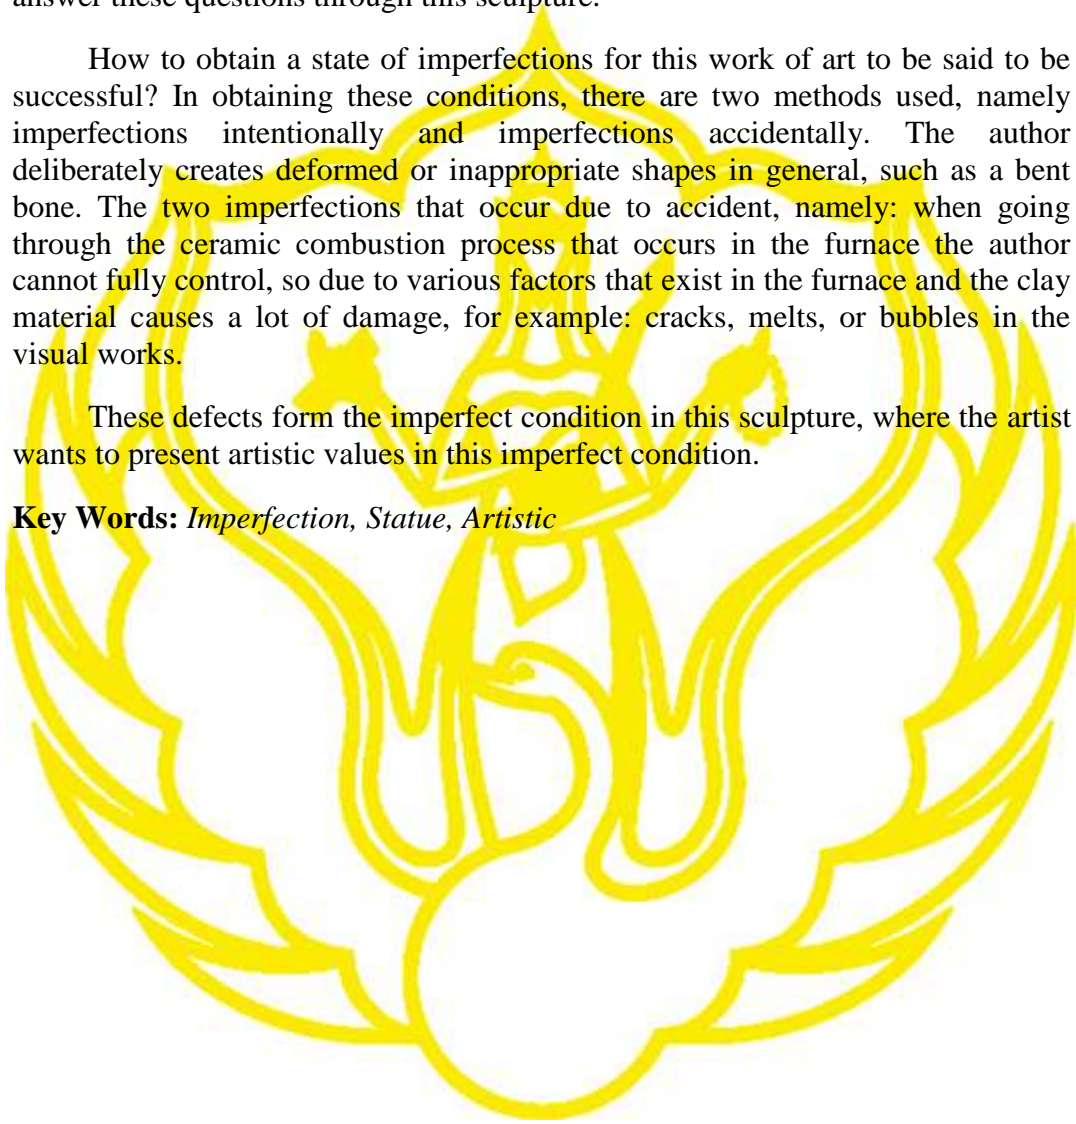 answer these questions through this sculpture.
How to obtain a state of imperfections for this work of art to be said to be
successful? In obtaining these conditions, there are two methods used, namely
imperfections intentionally and imperfections accidentally. The author
deliberately creates deformed or inappropriate shapes in general, such as a bent
bone. The two imperfections that occur due to accident, namely: when going
through the ceramic combustion process that occurs in the furnace the author
cannot fully control, so due to various factors that exist in the furnace and the clay
material causes a lot of damage, for example: cracks, melts, or bubbles in the
visual works.
These defects form the imperfect condition in this sculpture, where the artist
wants to present artistic values in this imperfect condition.
Key Words: Imperfection, Statue, Artistic